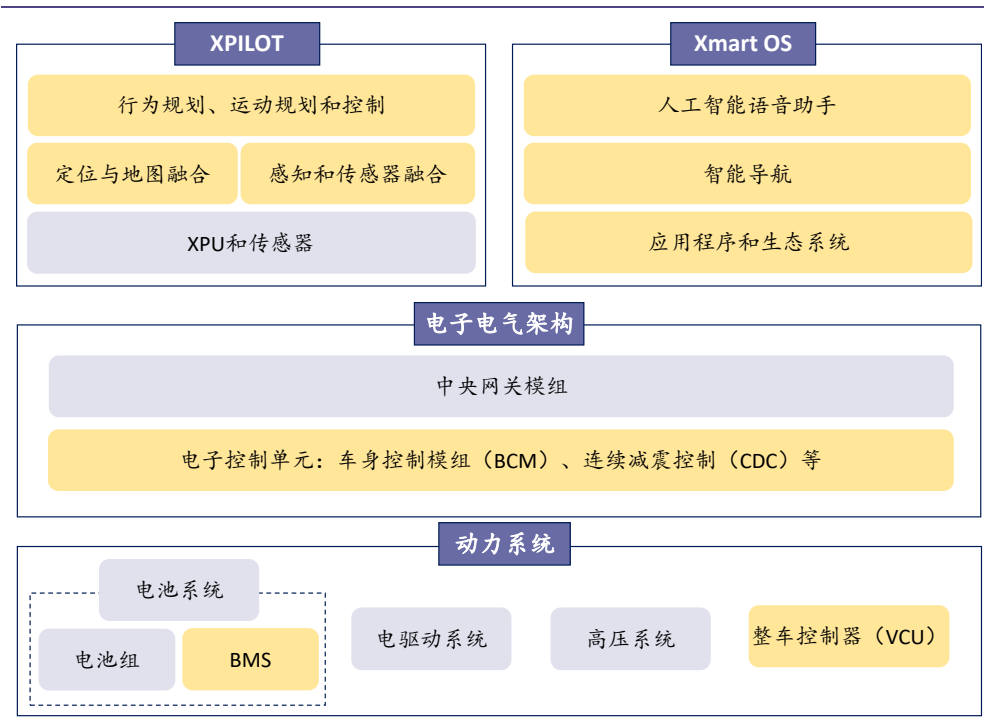 XPILOT
行为规划、运动规划和控制
定位与地图融合
感知和传感器融合
XPU和传感器
Xmart OS
人工智能语音助手
智能导航
应用程序和生态系统
电子电气架构
中央网关模组
电子控制单元：车身控制模组（BCM）、连续减震控制（CDC）等
动力系统
电池系统
电池组
BMS
电驱动系统
高压系统
整车控制器（VCU）